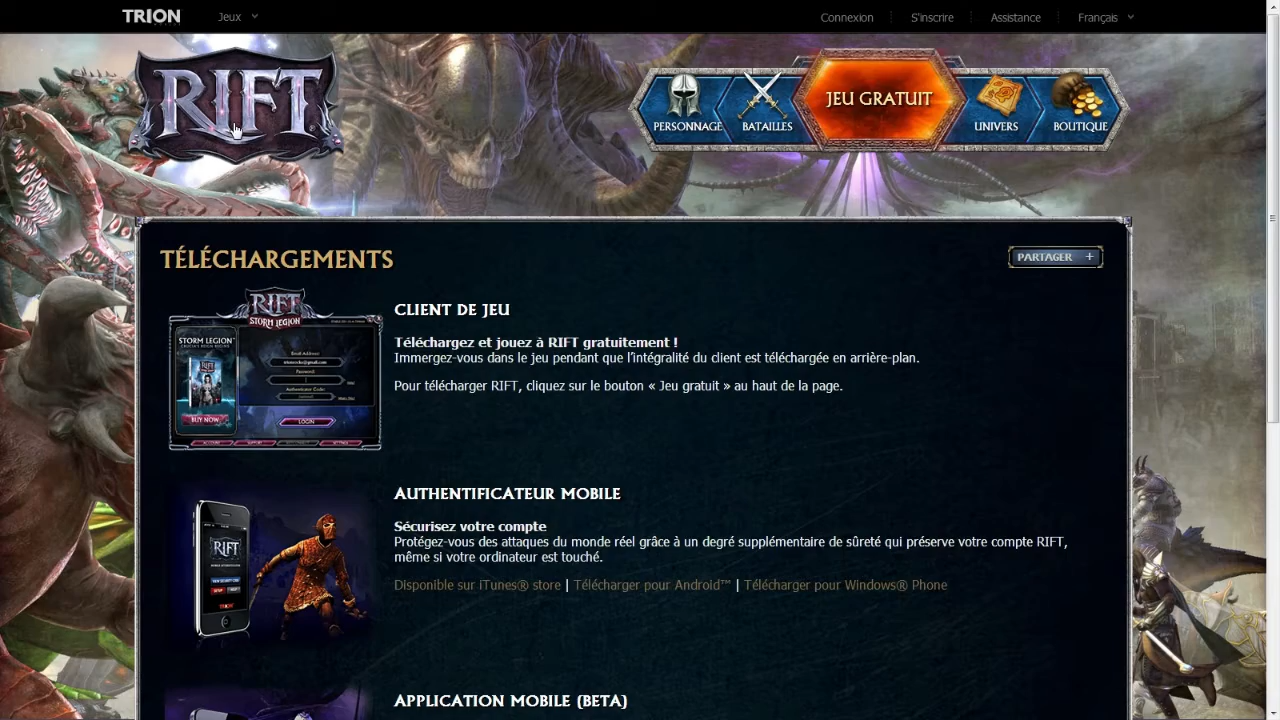 TRION
Jeux
Connexion
S'inscrire
Assistance
Français
RIFT
PERSONNAGE
BATAILLES
JEU GRATUIT
UNIVERS
BOUTIQUE
TÉLÉCHARGEMENTS
PARTAGER +
RIFT
STORM LEGION
STORM LEGION
BUY NOW
Email Address:
Password:
Authenticator Code:
LOGIN
CLIENT DE JEU
Téléchargez et jouez à RIFT gratuitement !
Immergez-vous dans le jeu pendant que l'intégralité du client est téléchargée en arrière-plan.
Pour télécharger RIFT, cliquez sur le bouton « Jeu gratuit » au haut de la page.
RIFT
AUTHENTIFICATEUR MOBILE
Sécurisez votre compte
Protégez-vous des attaques du monde réel grâce à un degré supplémentaire de sûreté qui préserve votre compte RIFT,
même si votre ordinateur est touché.
Disponible sur iTunes® store | Télécharger pour Android™ | Télécharger pour Windows® Phone
APPLICATION MOBILE (BETA)